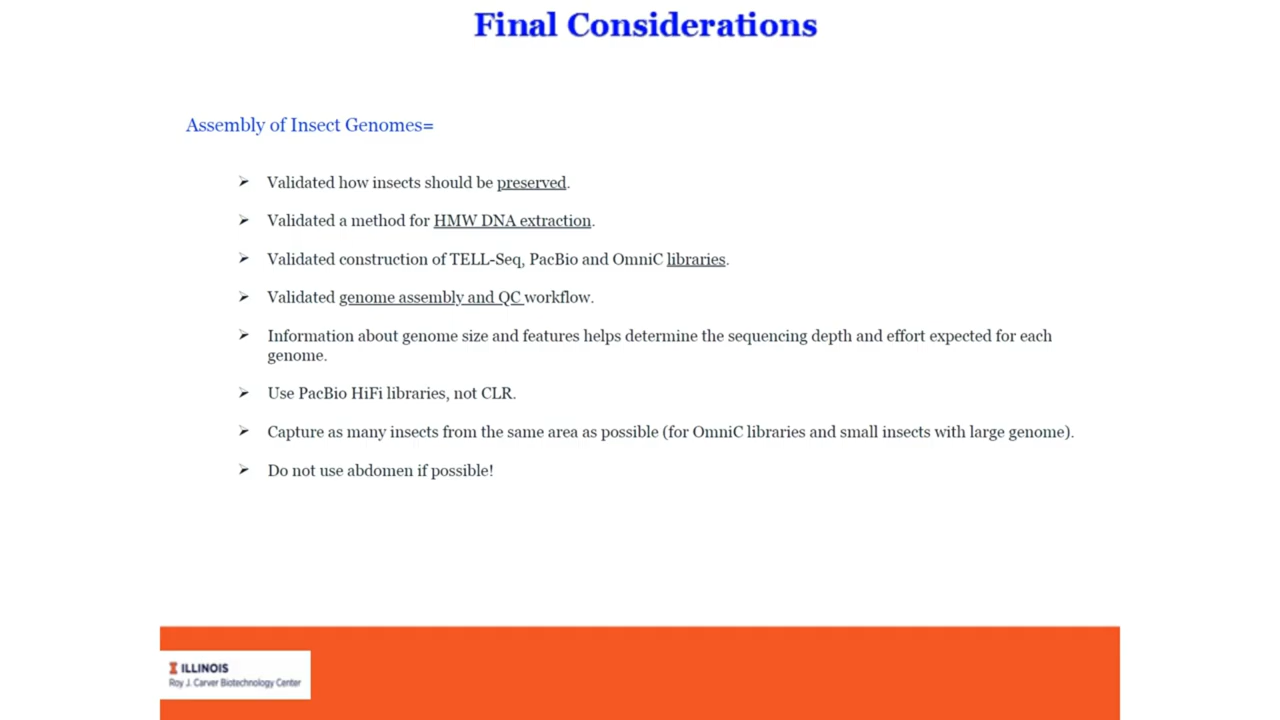 Final Considerations
Assembly of Insect Genomes=
➢ Validated how insects should be preserved.
➢ Validated a method for HMW DNA extraction.
➢ Validated construction of TELL-Seq, PacBio and OmniC libraries.
➢ Validated genome assembly and QC workflow.
➢ Information about genome size and features helps determine the sequencing depth and effort expected for each
genome.
➢ Use PacBio HiFi libraries, not CLR.
➢ Capture as many insects from the same area as possible (for OmniC libraries and small insects with large genome).
➢ Do not use abdomen if possible!
I ILLINOIS
Roy J. Carver Biotechnology Center